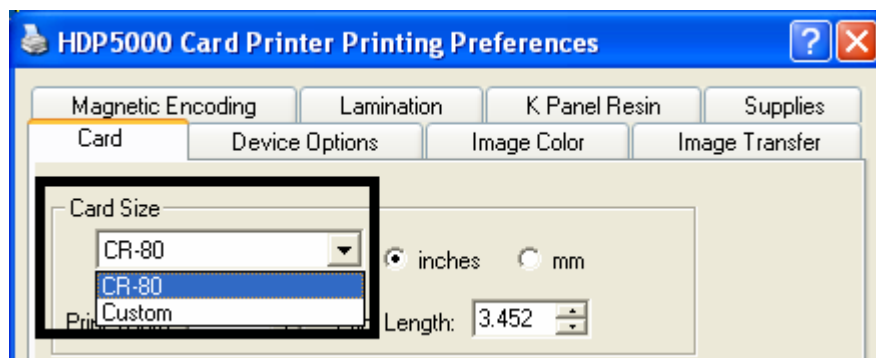 HDP5000 Card Printer Printing Preferences
Magnetic Encoding Lamination K Panel Resin Supplies
Card Device Options Image Color Image Transfer
Card Size
CR-80 inches mm
CR-80
Custom
Length: 3.452